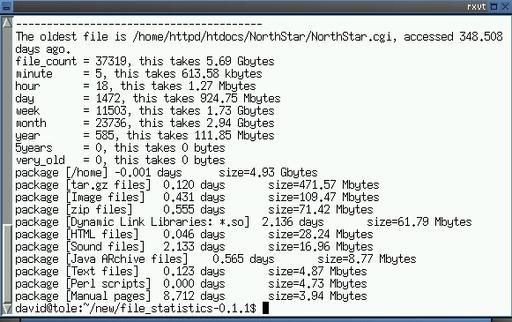 rxvt
----------------------------------------
The oldest file is /home/httpd/htdocs/NorthStar/NorthStar.cgi, accessed 348.508
days ago.
file_count = 37319, this takes 5.69 Gbytes
minute     = 5, this takes 613.58 kbytes
hour       = 18, this takes 1.27 Mbytes
day        = 1472, this takes 924.75 Mbytes
week       = 11503, this takes 1.73 Gbytes
month      = 23736, this takes 2.94 Gbytes
year       = 585, this takes 111.85 Mbytes
5years     = 0, this takes 0 bytes
very_old   = 0, this takes 0 bytes
package [/home] -0.001 days     size=4.93 Gbytes
package [tar.gz files]  0.120 days      size=471.57 Mbytes
package [Image files]   0.431 days      size=109.47 Mbytes
package [zip files]     0.555 days      size=71.42 Mbytes
package [Dynamic Link Libraries: *.so]  2.136 days      size=61.79 Mbytes
package [HTML files]    0.046 days      size=28.24 Mbytes
package [Sound files]   2.133 days      size=16.96 Mbytes
package [Java ARchive files]    0.565 days      size=8.77 Mbytes
package [Text files]    0.123 days      size=4.87 Mbytes
package [Perl scripts]  0.000 days      size=4.73 Mbytes
package [Manual pages]  8.712 days      size=3.94 Mbytes
david@tole:~/new/file_statistics-0.1.1$